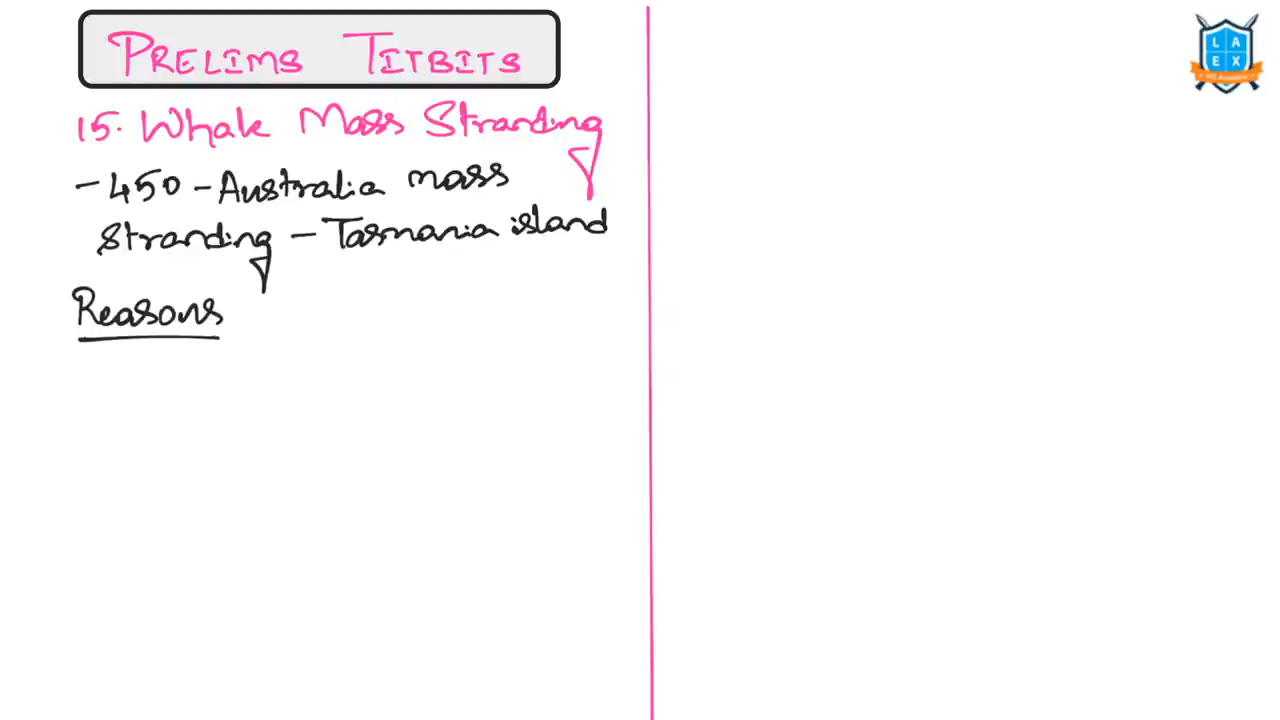 PRELIMS TITBITS
15. Whale Mass Stranding
- 450 - Australia mass
Stranding - Tasmania island
Reasons
L A
E X